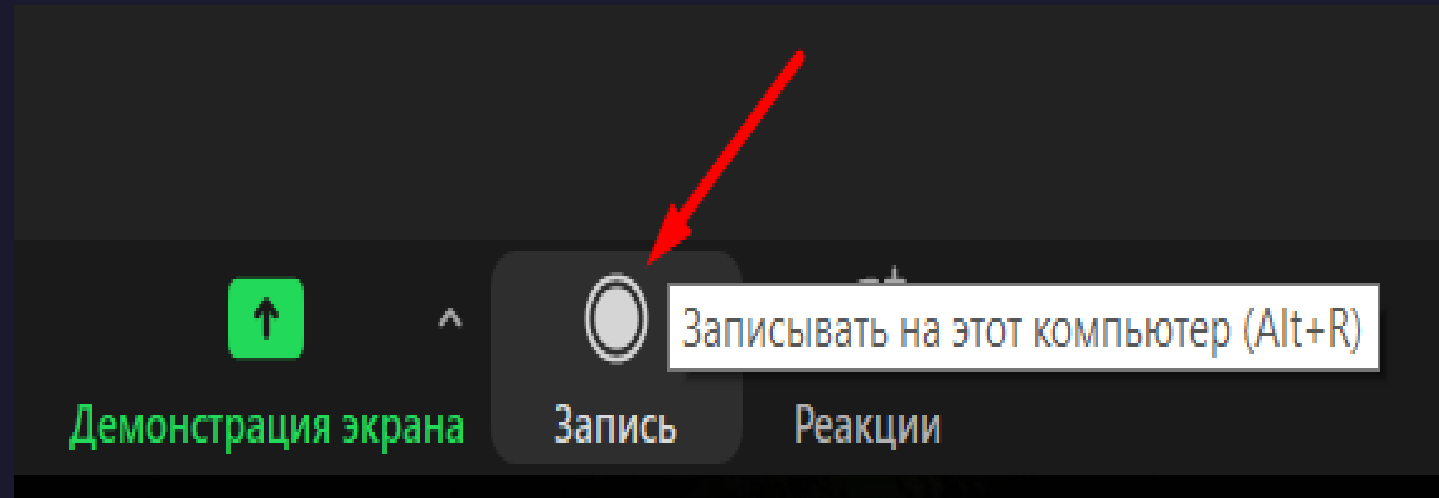 Записывать на этот компьютер (Alt+R)
Демонстрация экрана
Запись
Реакции